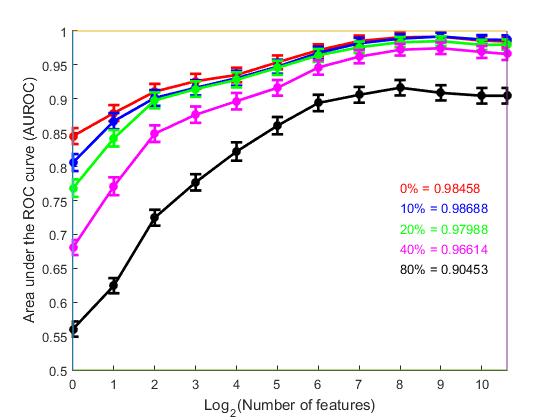 1
0.95
0.9
0.85
0.8
0.75
0.7
0.65
0.6
0.55
0.5
Area under the ROC curve (AUROC)
0% = 0.98458
10% = 0.98688
20% = 0.97988
40% = 0.96614
80% = 0.90453
0 1 2 3 4 5 6 7 8 9 10
Log2(Number of features)